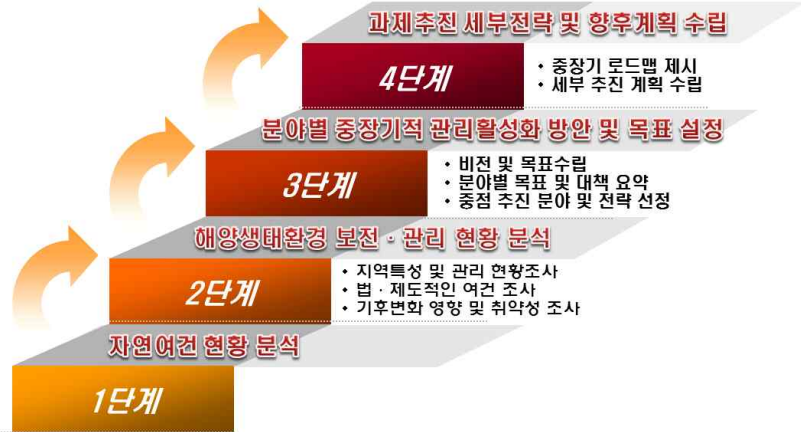 과제추진 세부전략 및 향후계획 수립
4단계
• 중장기 로드맵 제시
• 세부 추진 계획 수립
분야별 중장기적 관리활성화 방안 및 목표 설정
3단계
• 비전 및 목표수립
• 분야별 목표 및 대책 요약
• 중점 추진 분야 및 전략 선정
해양생태환경 보전 · 관리 현황 분석
2단계
• 지역특성 및 관리 현황조사
• 법 · 제도적인 여건 조사
• 기후변화 영향 및 취약성 조사
자연여건 현황 분석
1단계